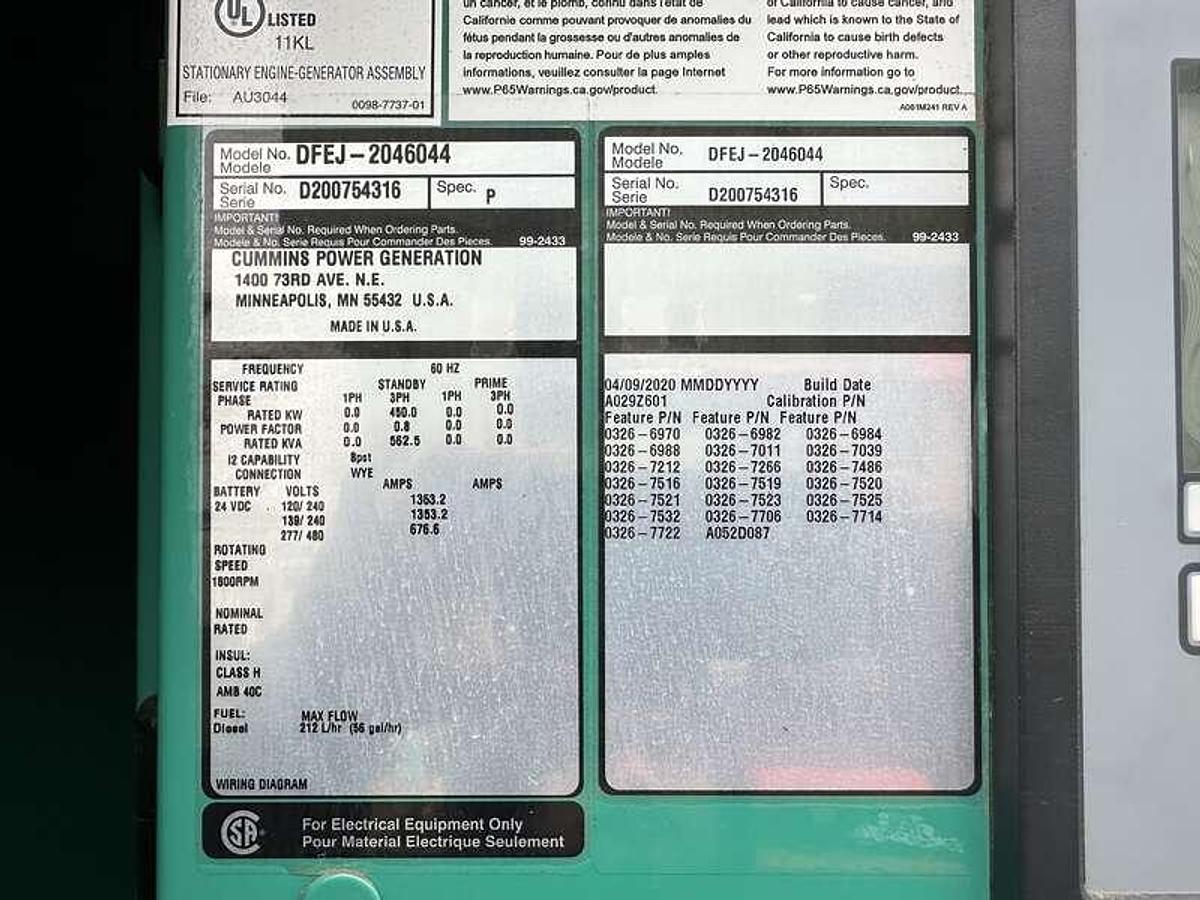 UL LISTED
11KL
STATIONARY ENGINE-GENERATOR ASSEMBLY
File: AU3044 0098-7737-01
un cancer, et le plomb, connu dans l'État de
Californie comme pouvant provoquer de anomalies du
fétus pendant la grossesse ou d'autres anomalies de
la reproduction humaine. Pour de plus amples
informations, veuillez consulter la page Internet
www.P65Warnings.ca.gov/product.
of California to cause cancer, and
lead which is known to the State of
California to cause birth defects
or other reproductive harm.
For more information go to
www.P65Warnings.ca.gov/product.
A061M241 REV A
Model No. DFEJ-2046044
Modele
Serial No. D200754316 Spec. P
Serie
IMPORTANT!
Model & Serial No. Required When Ordering Parts.
Modele & No. Serie Requis Pour Commander Des Pieces. 99-2433
CUMMINS POWER GENERATION
1400 73RD AVE. N.E.
MINNEAPOLIS, MN 55432 U.S.A.
MADE IN U.S.A.
FREQUENCY 60 HZ
SERVICE RATING STANDBY PRIME
PHASE 1PH 3PH 1PH 3PH
RATED KW 0.0 450.0 0.0 0.0
POWER FACTOR 0.0 0.8 0.0 0.0
RATED KVA 0.0 562.5 0.0 0.0
I2 CAPABILITY 8pst
CONNECTION WYE
AMPS AMPS
BATTERY VOLTS
24 VDC . 120/ 240 1353.2
139/ 240 1353.2
277/ 480 676.6
ROTATING
SPEED
1800RPM
NOMINAL
RATED
INSUL:
CLASS H
AMB 40C
FUEL: MAX FLOW
Diesel 212 L/hr (56 gal/hr)
WIRING DIAGRAM
SA
For Electrical Equipment Only
Pour Material Electrique Seulement
Model No. DFEJ-2046044
Modele
Serial No. D200754316 Spec.
Serie
IMPORTANT!
Model & Serial No. Required When Ordering Parts.
Modele & No. Serie Requis Pour Commander Des Pieces. 99-2433
04/09/2020 MMDDYYYY Build Date
A029Z601 Calibration P/N
Feature P/N Feature P/N Feature P/N
0326-6970 0326-6982 0326-6984
0326-6988 0326-7011 0326-7039
0326-7212 0326-7266 0326-7486
0326-7516 0326-7519 0326-7520
0326-7521 0326-7523 0326-7525
0326-7532 0326-7706 0326-7714
0326-7722 A052D087